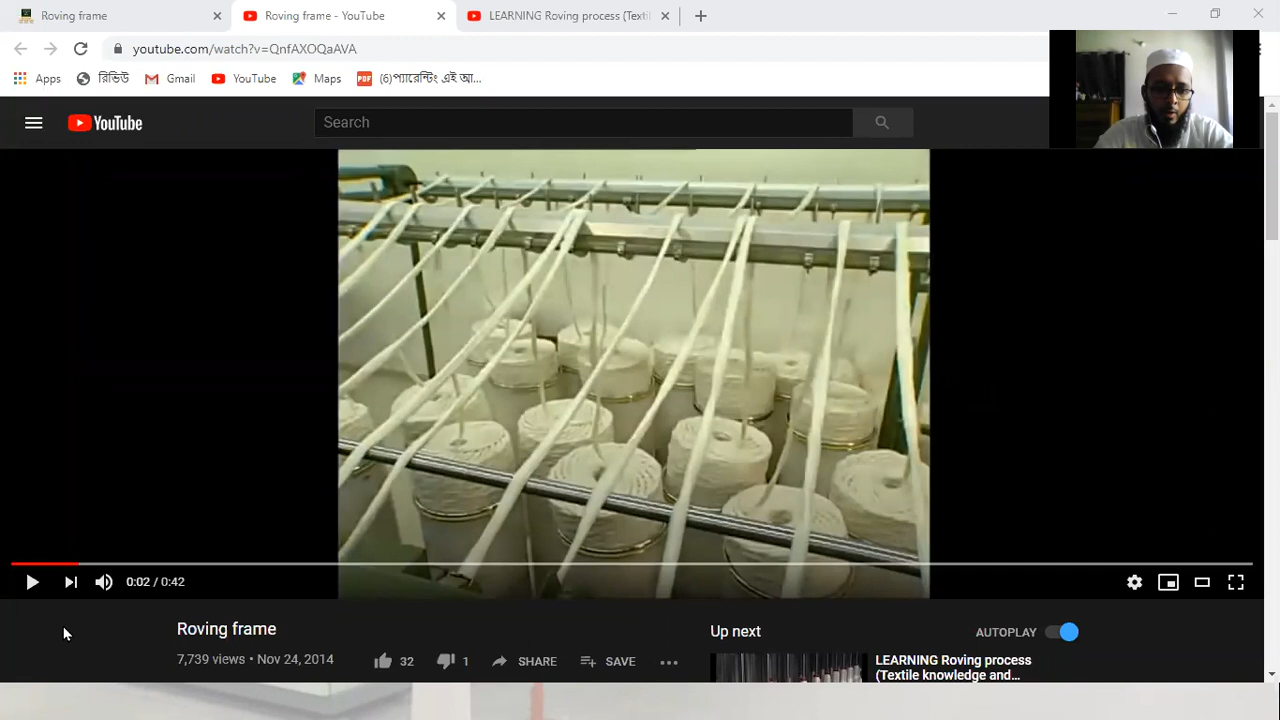 Roving frame
Roving frame - YouTube
LEARNING Roving process (Texti
youtube.com/watch?v=QnfAXOQaAVA
Apps
রিভিউ
Gmail
YouTube
Maps
PDF
(6)প্যারেন্টিং এই আ...
YouTube
Search
0:02 / 0:42
Roving frame
7,739 views • Nov 24, 2014
32
1
SHARE
SAVE
Up next
AUTOPLAY
LEARNING Roving process
(Textile knowledge and...